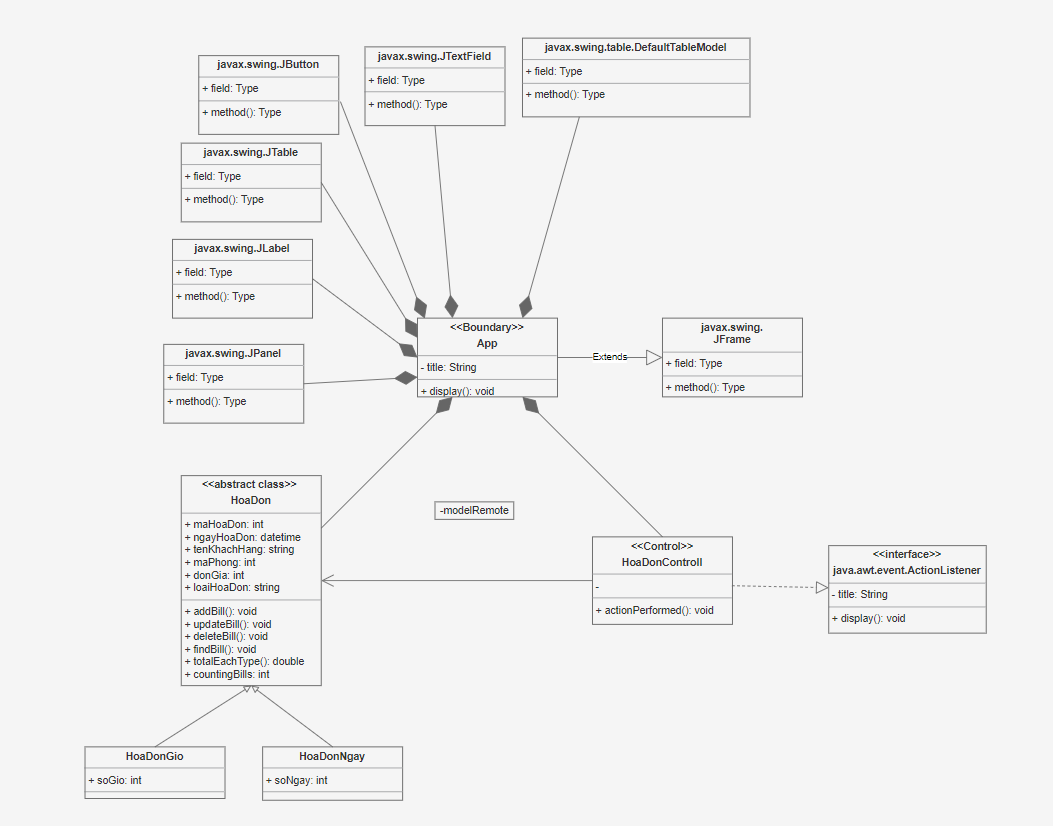 javax.swing.JButton
+ field: Type
+ method(): Type
javax.swing.JTextField
+ field: Type
+ method(): Type
javax.swing.table.DefaultTableModel
+ field: Type
+ method(): Type
javax.swing.JTable
+ field: Type
+ method(): Type
javax.swing.JLabel
+ field: Type
+ method(): Type
javax.swing.JPanel
+ field: Type
+ method(): Type
<<Boundary>>
App
- title: String
+ display(): void
Extends
javax.swing.
JFrame
+ field: Type
+ method(): Type
<<abstract class>>
HoaDon
+ maHoaDon: int
+ ngayHoaDon: datetime
+ tenKhachHang: string
+ maPhong: int
+ donGia: int
+ loaiHoaDon: string
+ addBill(): void
+ updateBill(): void
+ deleteBill(): void
+ findBill(): void
+ totalEachType(): double
+ countingBills: int
-modelRemote
<<Control>>
HoaDonControll
-
+ actionPerformed(): void
<<interface>>
java.awt.event.ActionListener
- title: String
+ display(): void
HoaDonGio
+ soGio: int
HoaDonNgay
+ soNgay: int